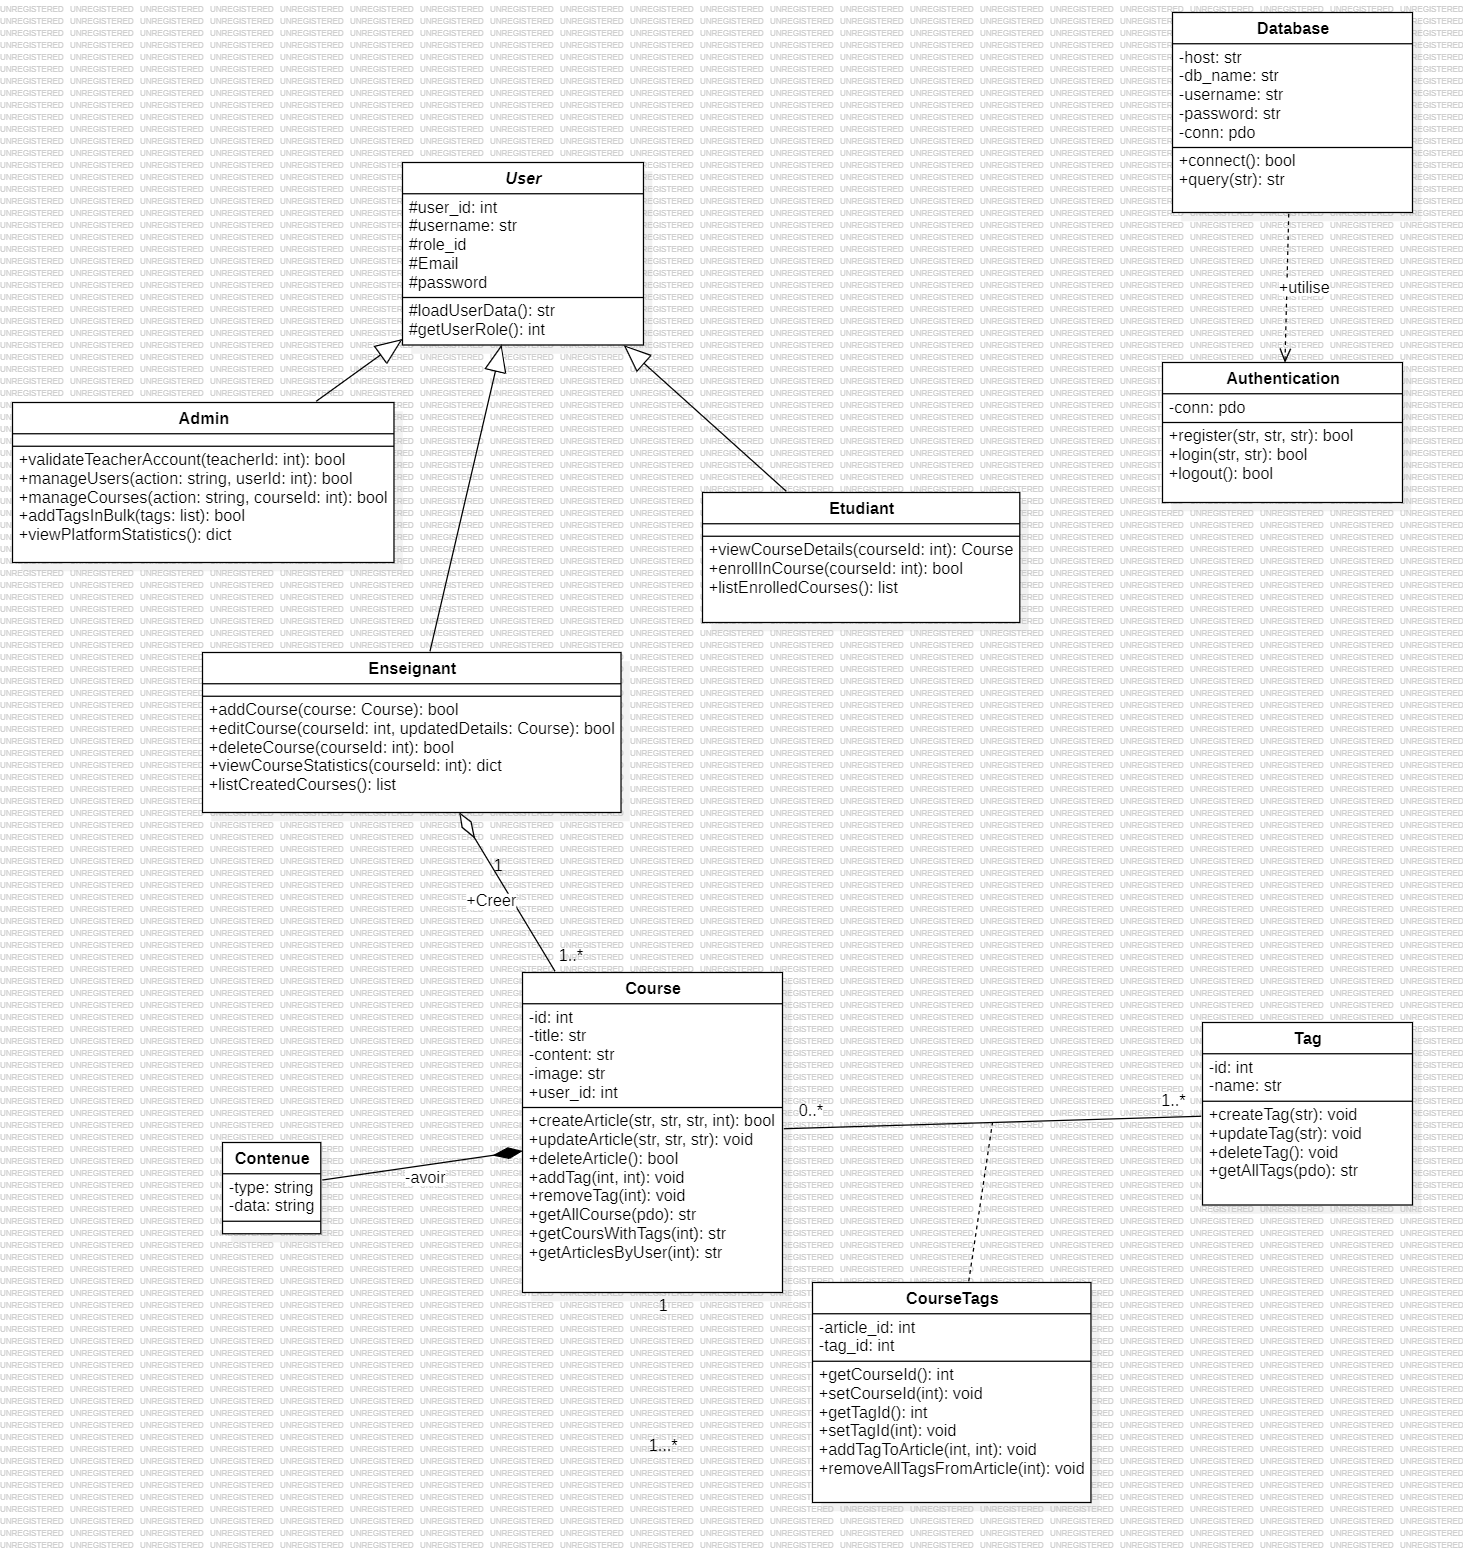 Database
-host: str
-db_name: str
-username: str
-password: str
-conn: pdo
+connect(): bool
+query(str): str
User
#user_id: int
#username: str
#role_id
#Email
#password
#loadUserData(): str
#getUserRole(): int
+utilise
Authentication
-conn: pdo
+register(str, str, str): bool
+login(str, str): bool
+logout(): bool
Admin
+validateTeacherAccount(teacherId: int): bool
+manageUsers(action: string, userId: int): bool
+manageCourses(action: string, courseId: int): bool
+addTagsInBulk(tags: list): bool
+viewPlatformStatistics(): dict
Etudiant
+viewCourseDetails(courseId: int): Course
+enrollInCourse(courseId: int): bool
+listEnrolledCourses(): list
Enseignant
+addCourse(course: Course): bool
+editCourse(courseId: int, updatedDetails: Course): bool
+deleteCourse(courseId: int): bool
+viewCourseStatistics(courseId: int): dict
+listCreatedCourses(): list
1
+Creer
1..*
Course
-id: int
-title: str
-content: str
-image: str
+user_id: int
+createArticle(str, str, str, int): bool
+updateArticle(str, str, str): void
+deleteArticle(): bool
+addTag(int, int): void
+removeTag(int): void
+getAllCourse(pdo): str
+getCoursWithTags(int): str
+getArticlesByUser(int): str
0..*
1..*
Tag
-id: int
-name: str
+createTag(str): void
+updateTag(str): void
+deleteTag(): void
+getAllTags(pdo): str
Contenue
-type: string
-data: string
-avoir
1
1...*
CourseTags
-article_id: int
-tag_id: int
+getCourseId(): int
+setCourseId(int): void
+getTagId(): int
+setTagId(int): void
+addTagToArticle(int, int): void
+removeAllTagsFromArticle(int): void
UNREGISTERED